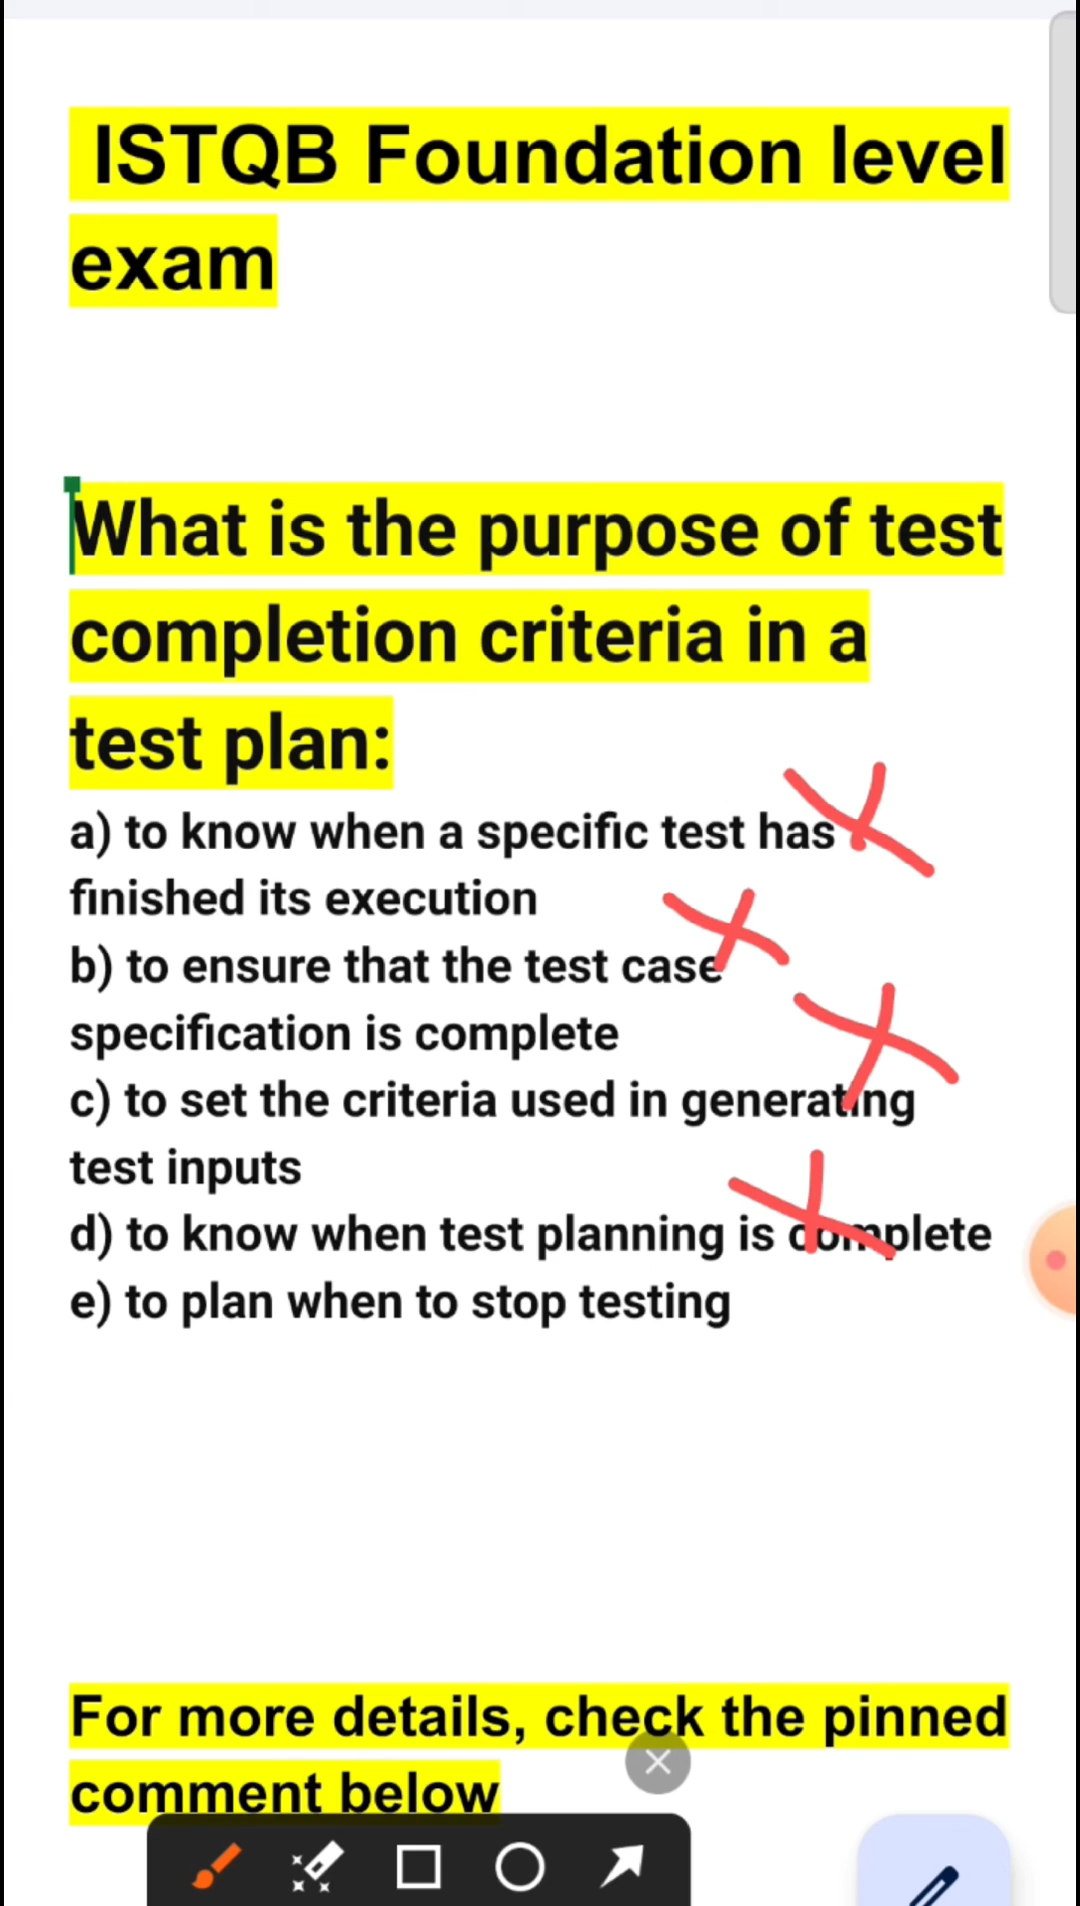 ISTQB Foundation level
exam
What is the purpose of test
completion criteria in a
test plan:
a) to know when a specific test has
finished its execution
b) to ensure that the test case
specification is complete
c) to set the criteria used in generating
test inputs
d) to know when test planning is complete
e) to plan when to stop testing
For more details, check the pinned
comment below